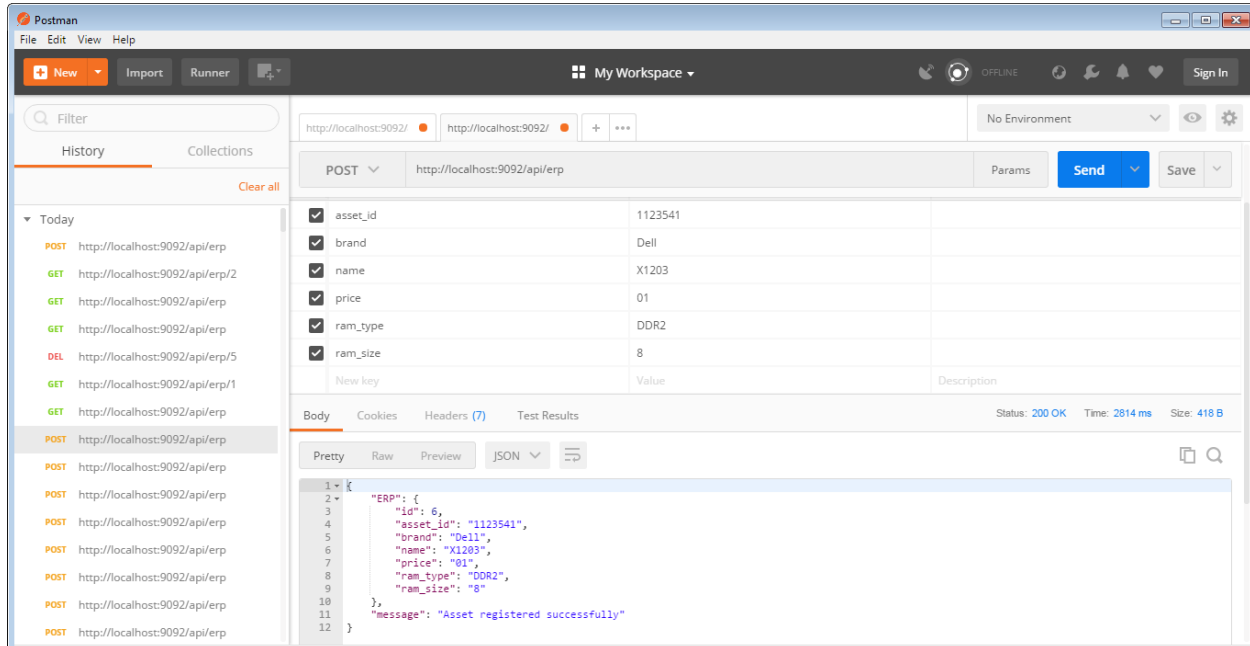 Postman
File Edit View Help
New Import Runner My Workspace OFFLINE Sign In
Filter
History Collections
Clear all
Today
POST http://localhost:9092/api/erp
GET http://localhost:9092/api/erp/2
GET http://localhost:9092/api/erp
GET http://localhost:9092/api/erp
DEL http://localhost:9092/api/erp/5
GET http://localhost:9092/api/erp/1
GET http://localhost:9092/api/erp
POST http://localhost:9092/api/erp
POST http://localhost:9092/api/erp
POST http://localhost:9092/api/erp
POST http://localhost:9092/api/erp
POST http://localhost:9092/api/erp
POST http://localhost:9092/api/erp
POST http://localhost:9092/api/erp
POST http://localhost:9092/api/erp
http://localhost:9092/ http://localhost:9092/ + •••
No Environment
POST http://localhost:9092/api/erp Params Send Save
asset_id 1123541
brand Dell
name X1203
price 01
ram_type DDR2
ram_size 8
New key Value Description
Body Cookies Headers (7) Test Results Status: 200 OK Time: 2814 ms Size: 418 B
Pretty Raw Preview JSON
1 {
2 "ERP": {
3 "id": 6,
4 "asset_id": "1123541",
5 "brand": "Dell",
6 "name": "X1203",
7 "price": "01",
8 "ram_type": "DDR2",
9 "ram_size": "8"
10 },
11 "message": "Asset registered successfully"
12 }